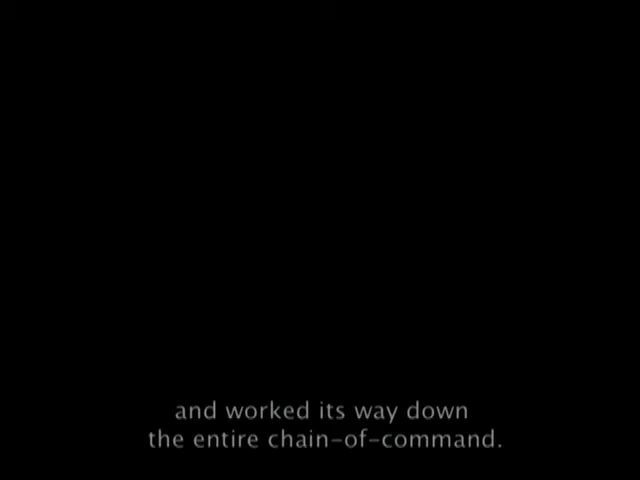 and worked its way down
the entire chain-of-command.